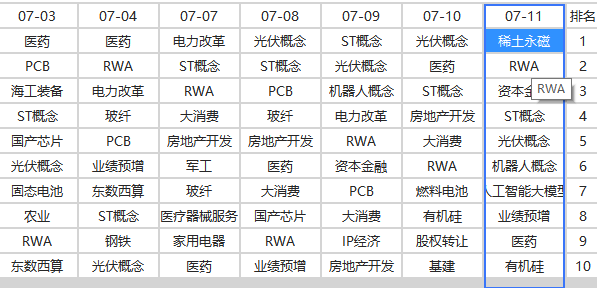 07-03 07-04 07-07 07-08 07-09 07-10 07-11 排名
医药 医药 电力改革 光伏概念 ST概念 光伏概念 稀土永磁 1
PCB RWA ST概念 ST概念 光伏概念 医药 RWA 2
海工装备 电力改革 RWA PCB 机器人概念 ST概念 资本金 RWA 3
ST概念 玻纤 大消费 玻纤 电力改革 房地产开发 ST概念 4
国产芯片 PCB 房地产开发 房地产开发 RWA 大消费 光伏概念 5
光伏概念 业绩预增 军工 医药 资本金融 RWA 机器人概念 6
固态电池 东数西算 玻纤 大消费 PCB 燃料电池 人工智能大模型 7
农业 ST概念 医疗器械服务 国产芯片 大消费 有机硅 业绩预增 8
RWA 钢铁 家用电器 RWA IP经济 股权转让 医药 9
东数西算 光伏概念 医药 业绩预增 房地产开发 基建 有机硅 10